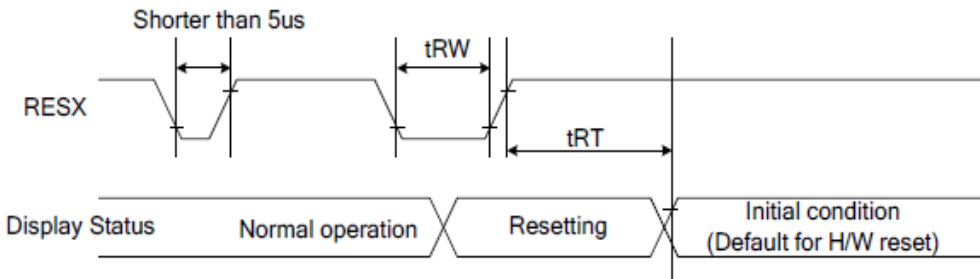 Shorter than 5us
tRW
RESX
tRT
Display Status
Normal operation
Resetting
Initial condition
(Default for H/W reset)